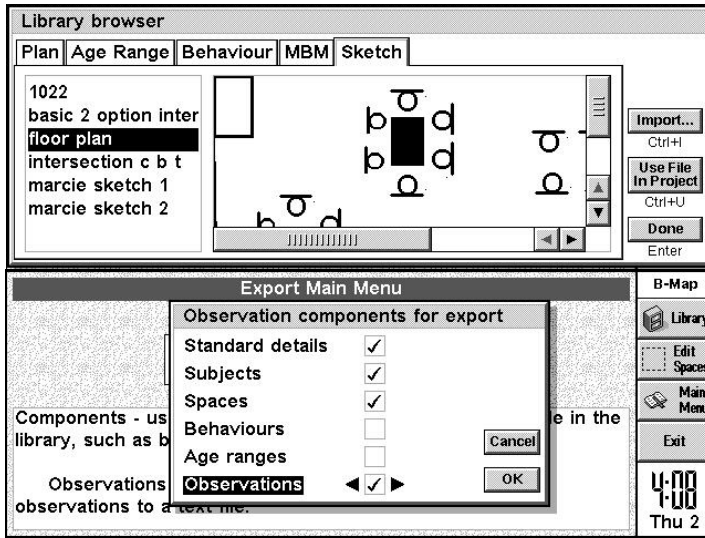 Library browser
Plan Age Range Behaviour MBM Sketch
1022
basic 2 option inter
floor plan
intersection c b t
marcie sketch 1
marcie sketch 2
Import...
Ctrl+I
Use File
In Project
Ctrl+U
Done
Enter
Export Main Menu
Observation components for export
Standard details
Subjects
Spaces
Behaviours
Age ranges
Observations
Cancel
OK
Components - us
e in the
library, such as b
Observations
observations to a text file.
B-Map
Library
Edit
Spaces
Main
Menu
Exit
4:08
Thu 2